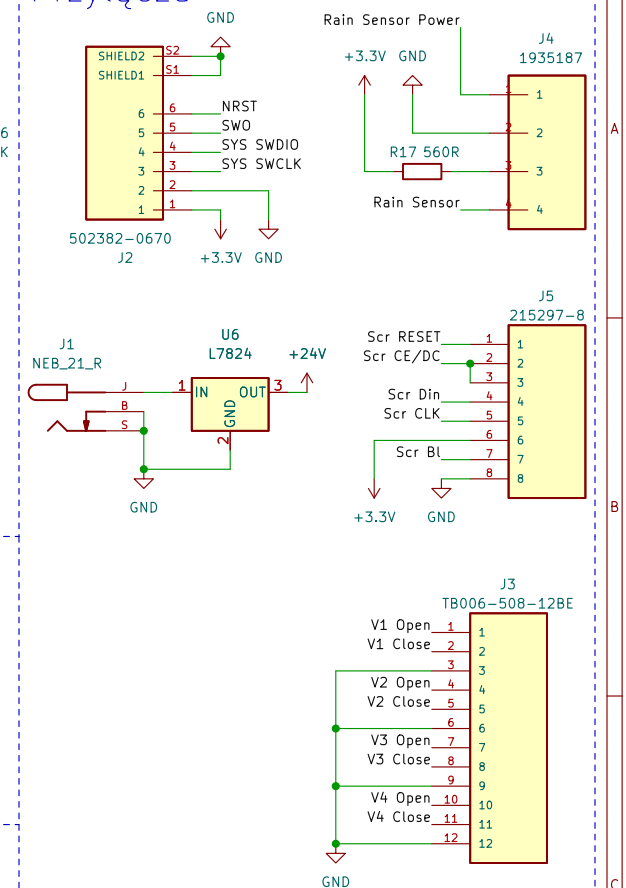 GND
SHIELD2 S2
SHIELD1 S1
6 6 NRST
5 5 SWO
4 4 SYS SWDIO
3 3 SYS SWCLK
2 2
1 1
502382-0670
J2
+3.3V GND
6
K
Rain Sensor Power
J4
1935187
+3.3V GND
1 1
2 2
R17 560R
3 3
Rain Sensor
4 4
A
J1
NEB_21_R
J
B
S
GND
U6
L7824
1 IN OUT 3
GND
2
+24V
J5
215297-8
Scr RESET 1 1
Scr CE/DC 2 2
3 3
Scr Din 4 4
Scr CLK 5 5
6 6
Scr Bl 7 7
8 8
+3.3V GND
B
J3
TB006-508-12BE
V1 Open 1 1
V1 Close 2 2
3 3
V2 Open 4 4
V2 Close 5 5
6 6
V3 Open 7 7
V3 Close 8 8
9 9
V4 Open 10 10
V4 Close 11 11
12 12
GND
C